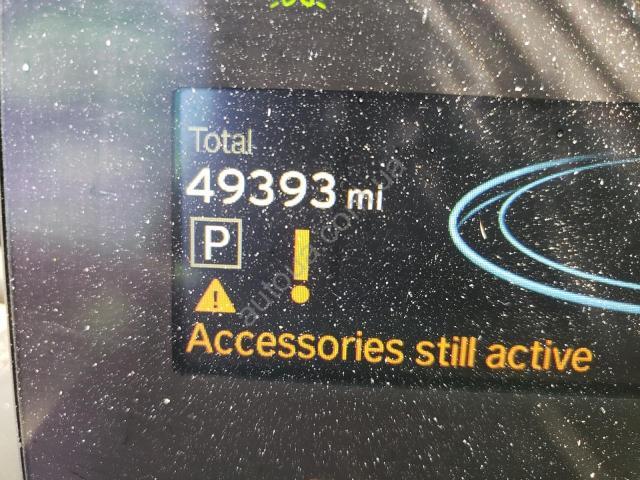 Total
49393 mi
P
!
Accessories still active